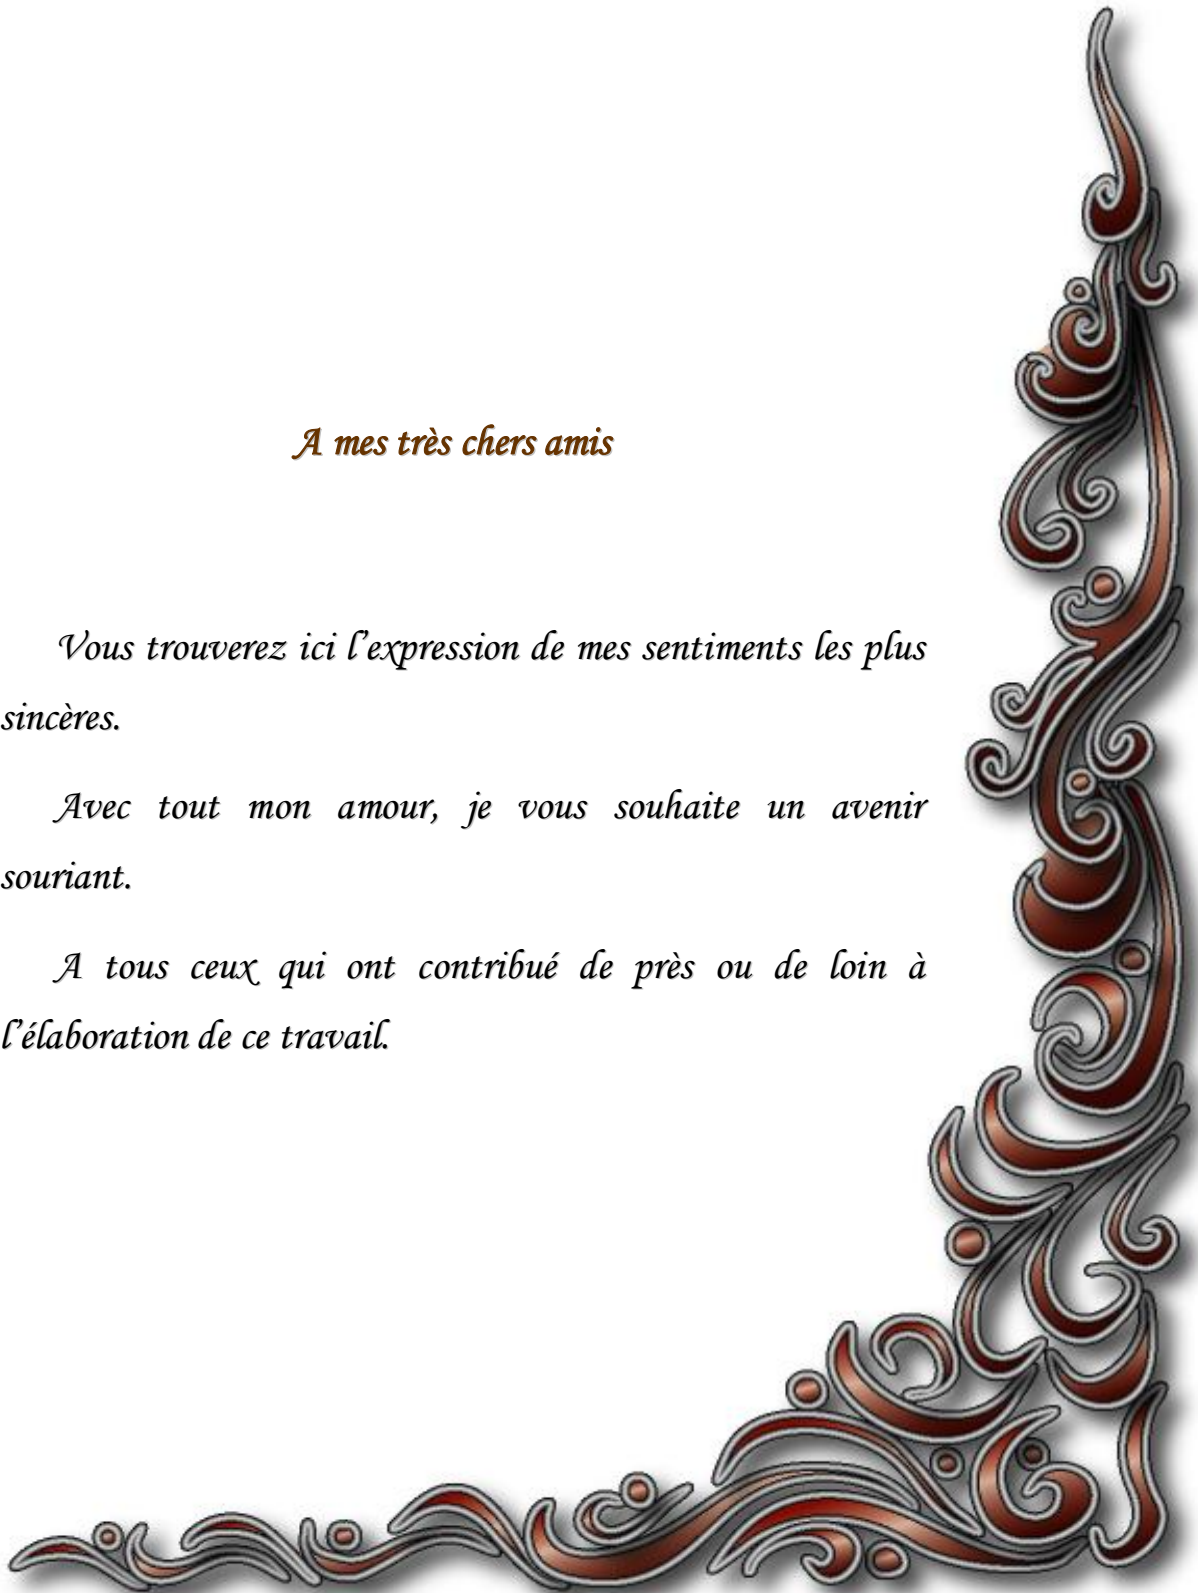 A mes très chers amis
Vous trouverez ici l’expression de mes sentiments les plus
sincères.
Avec tout mon amour, je vous souhaite un avenir
souriant.
A tous ceux qui ont contribué de près ou de loin à
l’élaboration de ce travail.